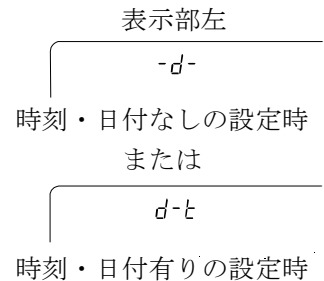 表示部左
-d-
時刻・日付なしの設定時
または
d-t
時刻・日付有りの設定時